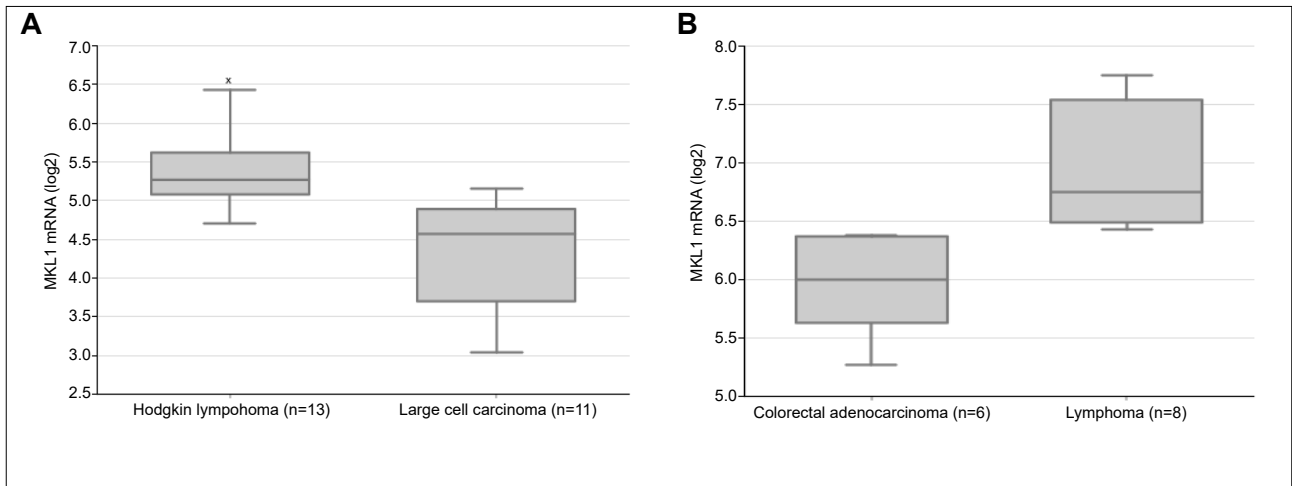 A
MKL1 mRNA (log2)
7.0
6.5
6.0
5.5
5.0
4.5
4.0
3.5
3.0
2.5
x
Hodgkin lympohoma (n=13)
Large cell carcinoma (n=11)
B
MKL1 mRNA (log2)
8.0
7.5
7.0
6.5
6.0
5.5
5.0
Colorectal adenocarcinoma (n=6)
Lymphoma (n=8)